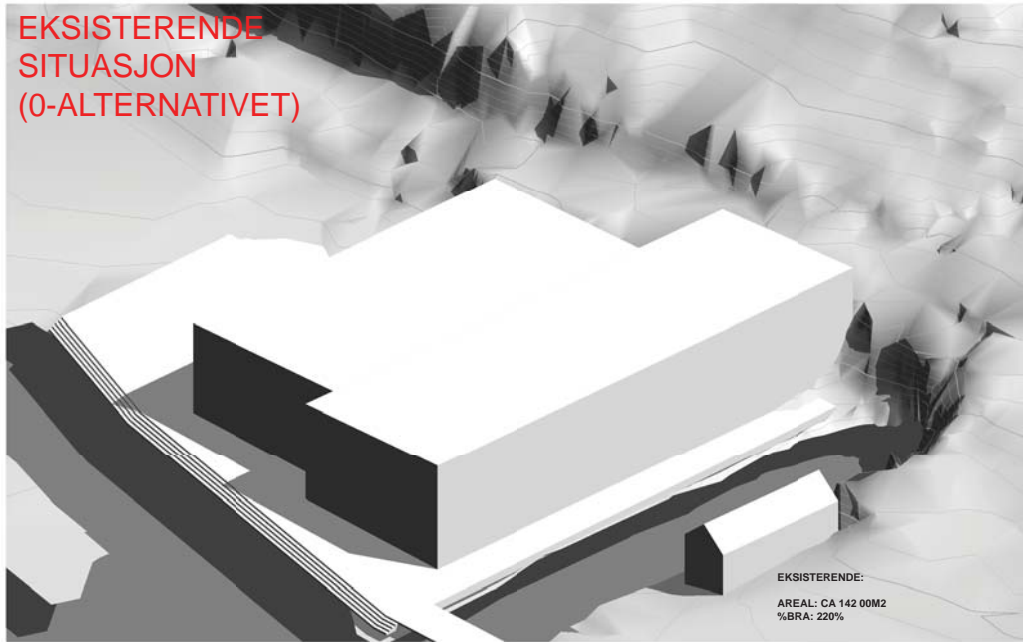 EKSISTERENDE
SITUASJON
(0-ALTERNATIVET)
EKSISTERENDE:
AREAL: CA 142 00M2
%BRA: 220%